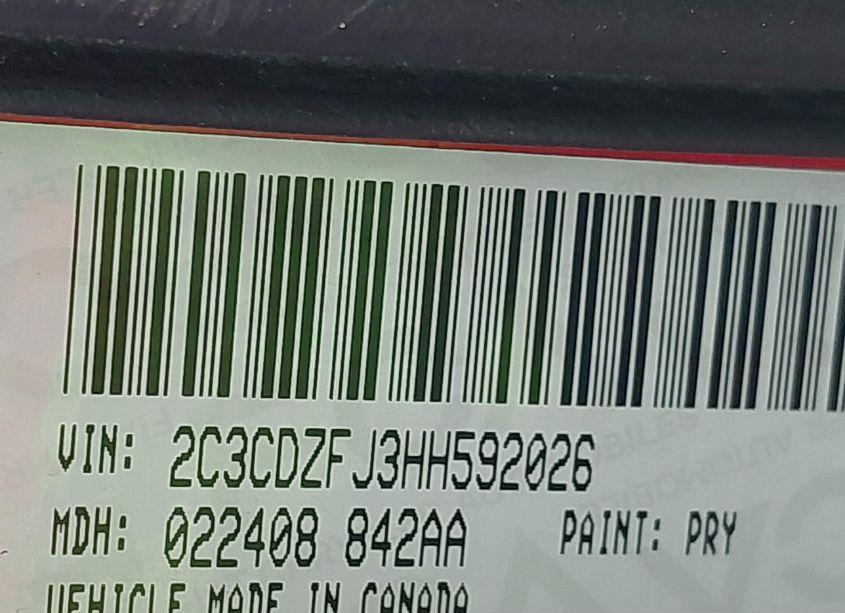 VIN: 2C3CDZFJ3HH592026
MDH: 022408 842AA PAINT: PRY
VEHICLE MADE IN CANADA